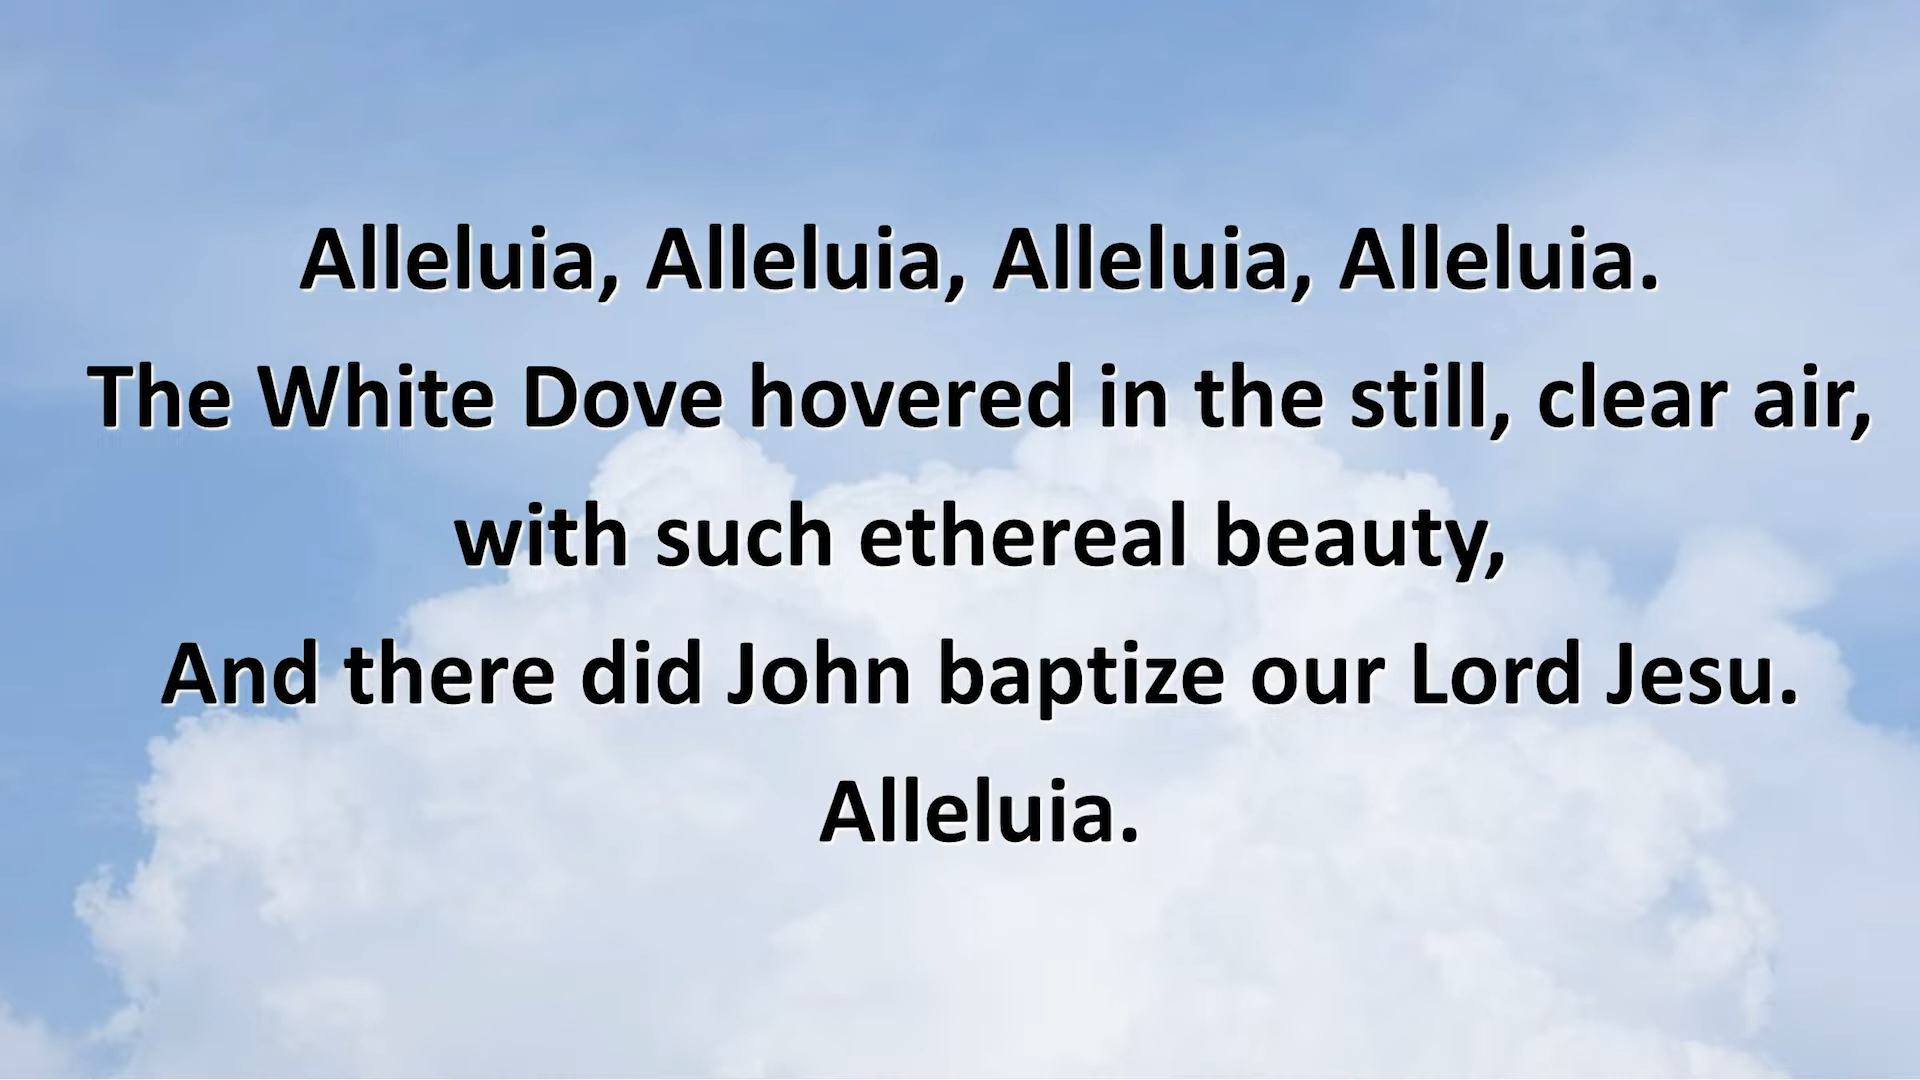 Alleluia, Alleluia, Alleluia, Alleluia.
The White Dove hovered in the still, clear air,
with such ethereal beauty,
And there did John baptize our Lord Jesu.
Alleluia.